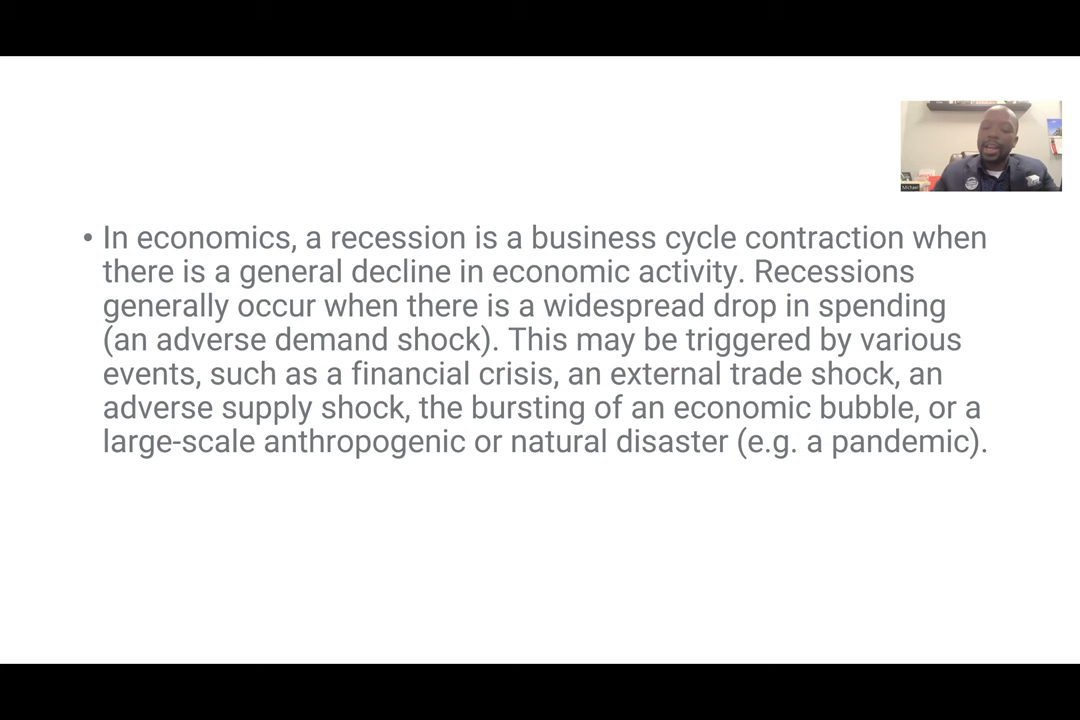 Michael
• In economics, a recession is a business cycle contraction when
there is a general decline in economic activity. Recessions
generally occur when there is a widespread drop in spending
(an adverse demand shock). This may be triggered by various
events, such as a financial crisis, an external trade shock, an
adverse supply shock, the bursting of an economic bubble, or a
large-scale anthropogenic or natural disaster (e.g. a pandemic).